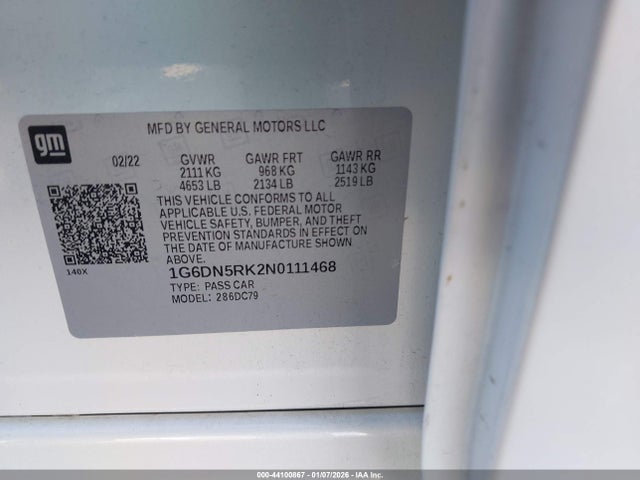 gm
MFD BY GENERAL MOTORS LLC
02/22 GVWR GAWR FRT GAWR RR
2111 KG 968 KG 1143 KG
4653 LB 2134 LB 2519 LB
THIS VEHICLE CONFORMS TO ALL
APPLICABLE U.S. FEDERAL MOTOR
VEHICLE SAFETY, BUMPER, AND THEFT
PREVENTION STANDARDS IN EFFECT ON
THE DATE OF MANUFACTURE SHOWN
ABOVE.
140X
1G6DN5RK2N0111468
TYPE: PASS CAR
MODEL: 286DC79
000-44100867 - 01/07/2026 - IAA Inc.